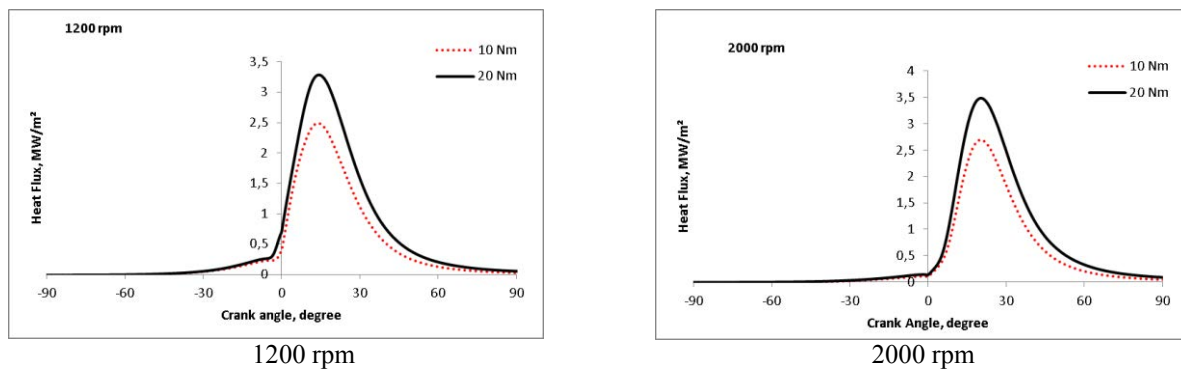 1200 rpm
10 Nm
20 Nm
Heat Flux, MW/m²
3,5
3
2,5
2
1,5
1
0,5
0
-90 -60 -30 0 30 60 90
Crank angle, degree
1200 rpm
2000 rpm
10 Nm
20 Nm
Heat Flux, MW/m²
4
3,5
3
2,5
2
1,5
1
0,5
0
-90 -60 -30 0 30 60 90
Crank Angle, degree
2000 rpm